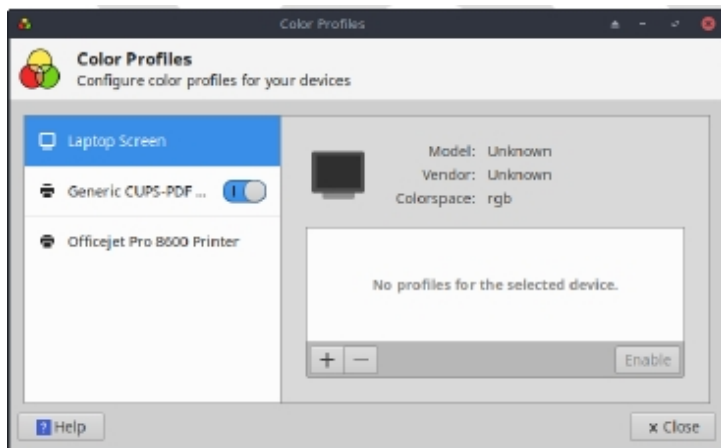 Color Profiles
Color Profiles
Configure color profiles for your devices
Laptop Screen
Generic CUPS-PDF ...
Officejet Pro 8600 Printer
Model: Unknown
Vendor: Unknown
Colorspace: rgb
No profiles for the selected device.
+ −
Enable
? Help
x Close